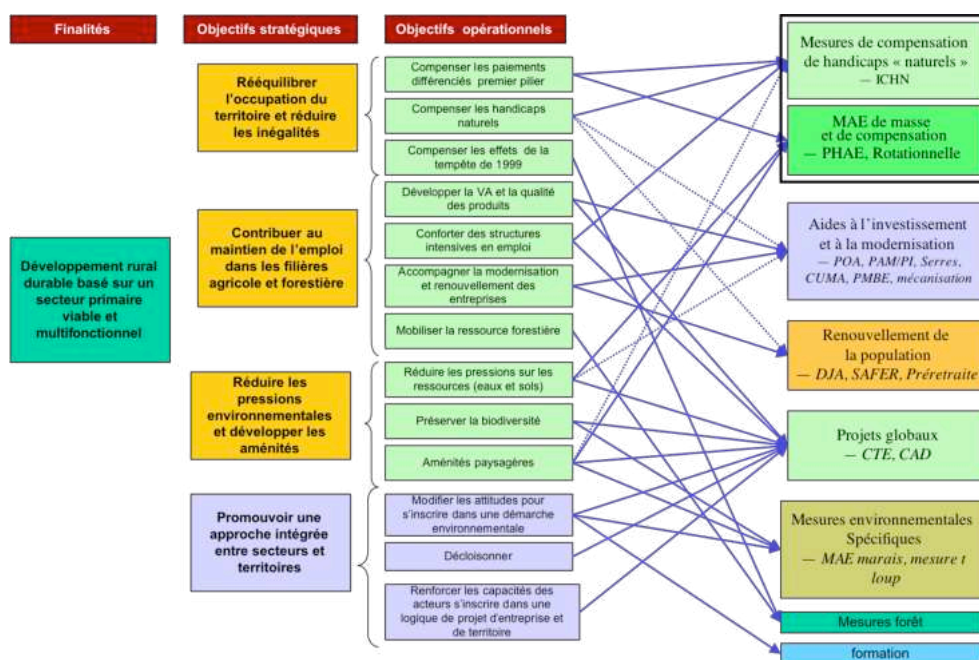 Finalités
Objectifs stratégiques
Objectifs opérationnels
Développement rural
durable basé sur un
secteur primaire
viable et
multifonctionnel
Rééquilibrer
l'occupation du
territoire et réduire
les inégalités
Contribuer au
maintien de l'emploi
dans les filières
agricole et forestière
Réduire les
pressions
environnementales
et développer les
aménités
Promouvoir une
approche intégrée
entre secteurs et
territoires
Compenser les paiements
différenciés premier pilier
Compenser les handicaps
naturels
Compenser les effets de la
tempête de 1999
Développer la VA et la qualité
des produits
Conforter des structures
intensives en emploi
Accompagner la modernisation
et renouvellement des
entreprises
Mobiliser la ressource forestière
Réduire les pressions sur les
ressources (eaux et sols)
Préserver la biodiversité
Aménités paysagères
Modifier les attitudes pour
s'inscrire dans une démarche
environnementale
Décloisonner
Renforcer les capacités des
acteurs s'inscrire dans une
logique de projet d'entreprise et
de territoire
Mesures de compensation
de handicaps « naturels »
— ICHN
MAE de masse
et de compensation
— PHAE, Rotationnelle
Aides à l'investissement
et à la modernisation
— POA, PAM/PI, Serres,
CUMA, PMBE, mécanisation
Renouvellement de
la population
— DJA, SAFER, Préretraite
Projets globaux
— CTE, CAD
Mesures environnementales
Spécifiques
— MAE marais, mesure t
loup
Mesures forêt
formation